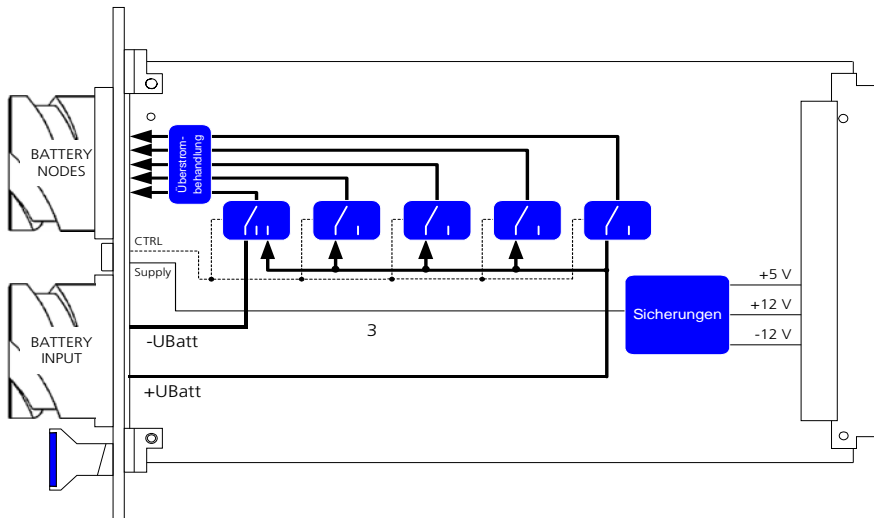 BATTERY
NODES
Überstrom-
behandlung
CTRL
Supply
BATTERY
INPUT
-UBatt
3
+UBatt
Sicherungen
+5 V
+12 V
-12 V